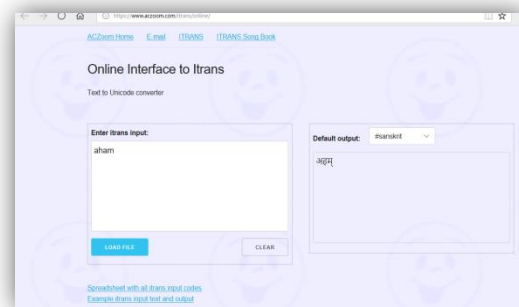 https://www.aczoom.com/itrans/online/
ACZoom Home E-mail ITRANS ITRANS Song Book
Online Interface to Itrans
Text to Unicode converter
Enter itrans input:
aham
LOAD FILE CLEAR
Default output: #sanskrit
अहम्
Spreadsheet with all itrans input codes
Example itrans input text and output